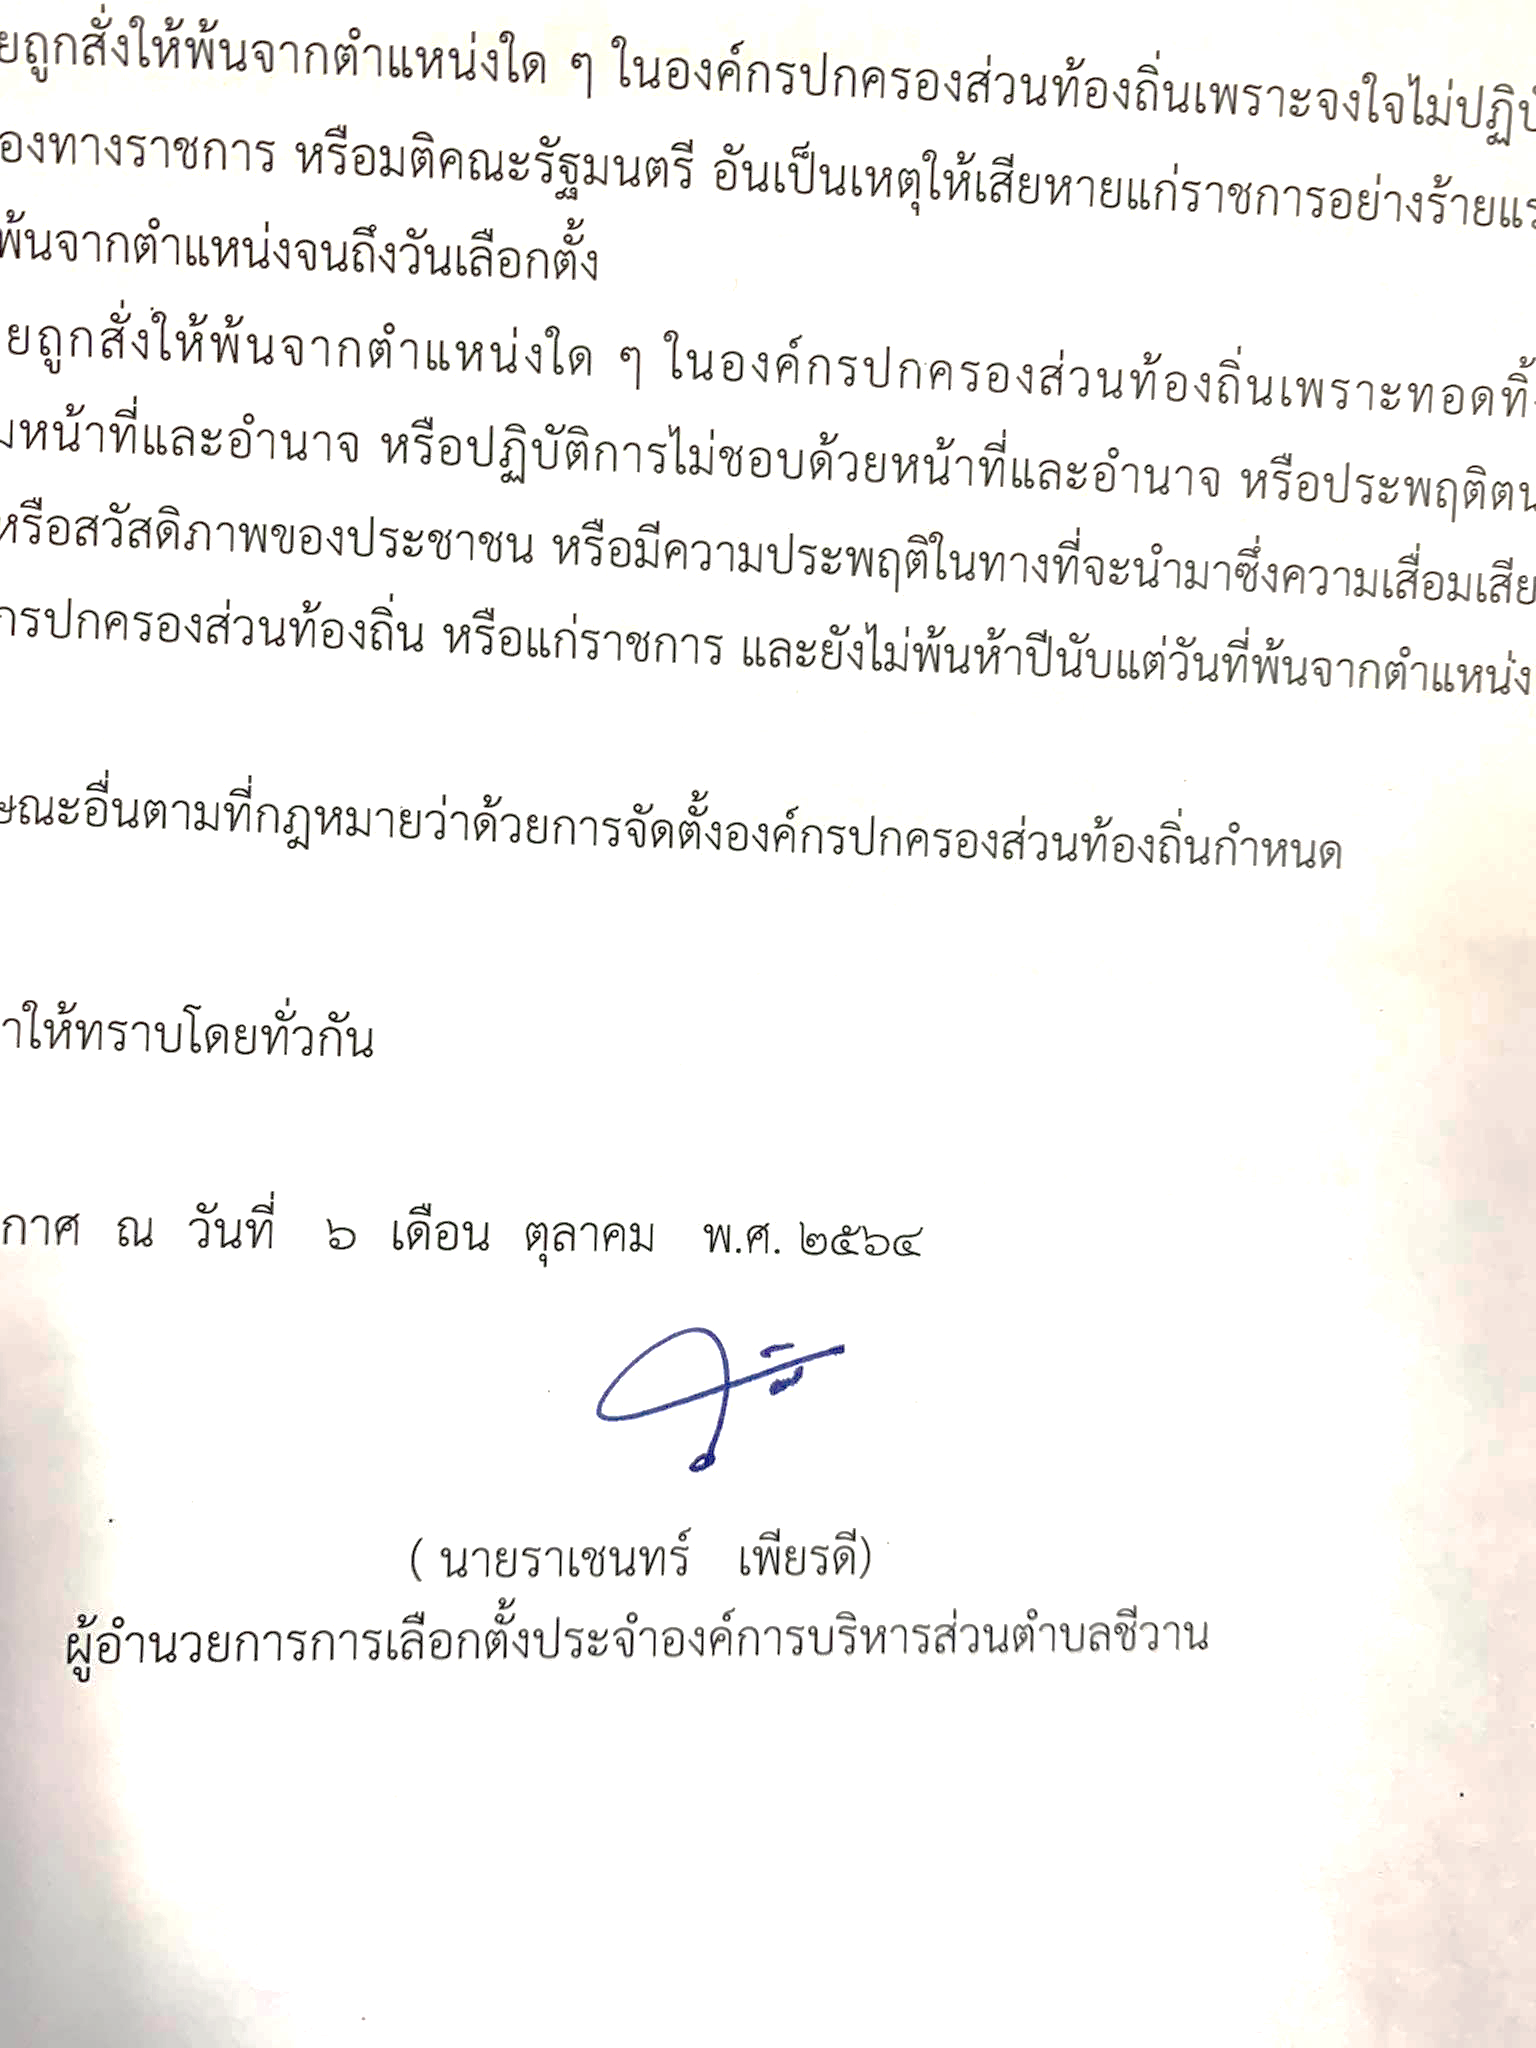 ยถูกสั่งให้พ้นจากตำแหน่งใด ๆ ในองค์กรปกครองส่วนท้องถิ่นเพราะจงใจไม่ปฏิบั
องทางราชการ หรือมติคณะรัฐมนตรี อันเป็นเหตุให้เสียหายแก่ราชการอย่างร้ายแร
พ้นจากตำแหน่งจนถึงวันเลือกตั้ง
ยถูกสั่งให้พ้นจากตำแหน่งใด ๆ ในองค์กรปกครองส่วนท้องถิ่นเพราะทอดทิ้
มหน้าที่และอำนาจ หรือปฏิบัติการไม่ชอบด้วยหน้าที่และอำนาจ หรือประพฤติตน
หรือสวัสดิภาพของประชาชน หรือมีความประพฤติในทางที่จะนำมาซึ่งความเสื่อมเสีย
กรปกครองส่วนท้องถิ่น หรือแก่ราชการ และยังไม่พ้นห้าปีนับแต่วันที่พ้นจากตำแหน่ง
ษณะอื่นตามที่กฎหมายว่าด้วยการจัดตั้งองค์กรปกครองส่วนท้องถิ่นกำหนด
าให้ทราบโดยทั่วกัน
กาศ ณ วันที่ ๖ เดือน ตุลาคม พ.ศ. ๒๕๖๔
( นายราเชนทร์ เพียรดี)
ผู้อำนวยการการเลือกตั้งประจำองค์การบริหารส่วนตำบลชีวาน